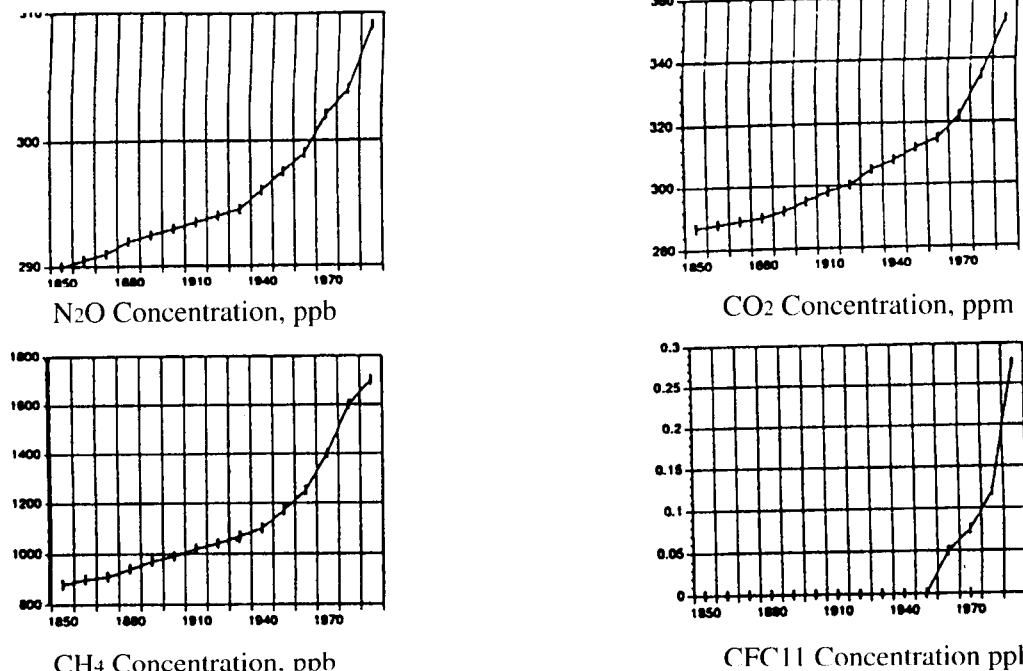 310
300
290
1850 1880 1910 1940 1970
N2O Concentration, ppb
360
340
320
300
280
1850 1880 1910 1940 1970
CO2 Concentration, ppm
1800
1600
1400
1200
1000
800
1850 1880 1910 1940 1970
CH4 Concentration, ppb
0.3
0.25
0.2
0.15
0.1
0.05
0
1850 1880 1910 1940 1970
CFC11 Concentration ppb